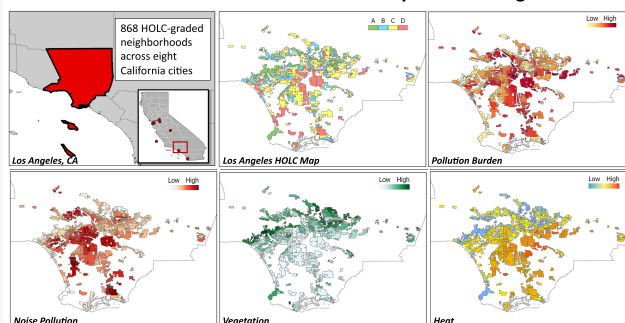 868 HOLC-graded
neighborhoods
across eight
California cities
Los Angeles, CA
A B C D
Los Angeles HOLC Map
Low High
Pollution Burden
Low High
Noise Pollution
Low High
Vegetation
Low High
Heat